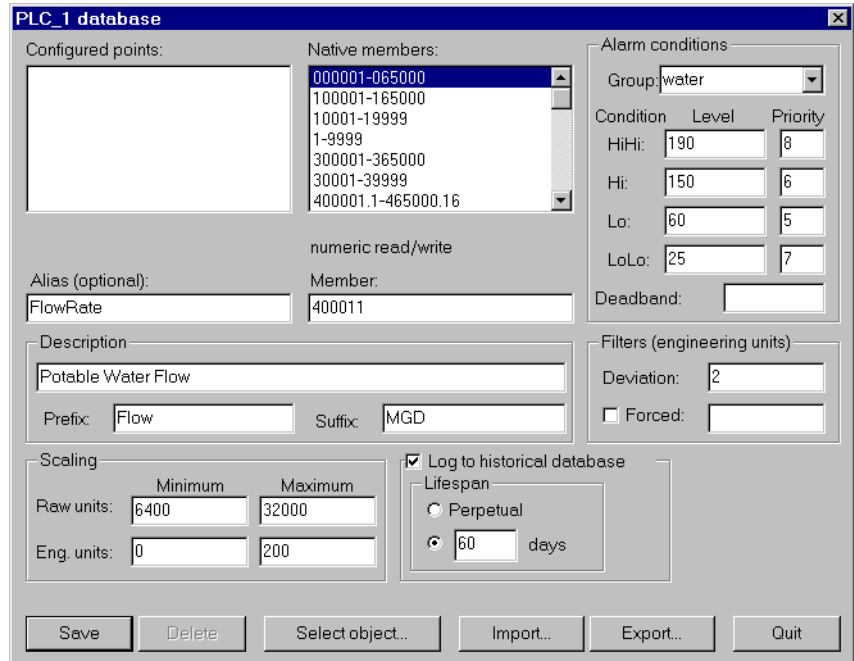 PLC_1 database
Configured points:
Native members:
000001-065000
100001-165000
10001-19999
1-9999
300001-365000
30001-39999
400001.1-465000.16
numeric read/write
Alias (optional):
FlowRate
Member:
400011
Alarm conditions
Group: water
Condition Level Priority
HiHi: 190 8
Hi: 150 6
Lo: 60 5
LoLo: 25 7
Deadband:
Description
Potable Water Flow
Prefix: Flow Suffix: MGD
Filters (engineering units)
Deviation: 2
Forced:
Scaling
Minimum Maximum
Raw units: 6400 32000
Eng. units: 0 200
Log to historical database
Lifespan
Perpetual
60 days
Save Delete Select object... Import... Export... Quit